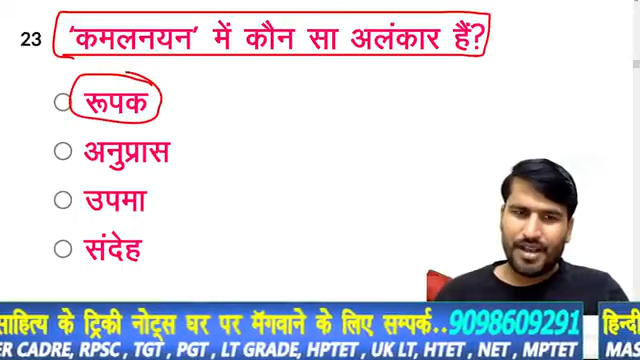 23 'कमलनयन' में कौन सा अलंकार हैं?
रूपक
अनुप्रास
उपमा
संदेह
साहित्य के ट्रिकी नोट्स घर पर मॅगवाने के लिए सम्पर्क..9098609291 हिन्दी
ER CADRE, RPSC , TGT , PGT , LT GRADE, HPTET , UK LT, HTET , NET , MPTET MAS